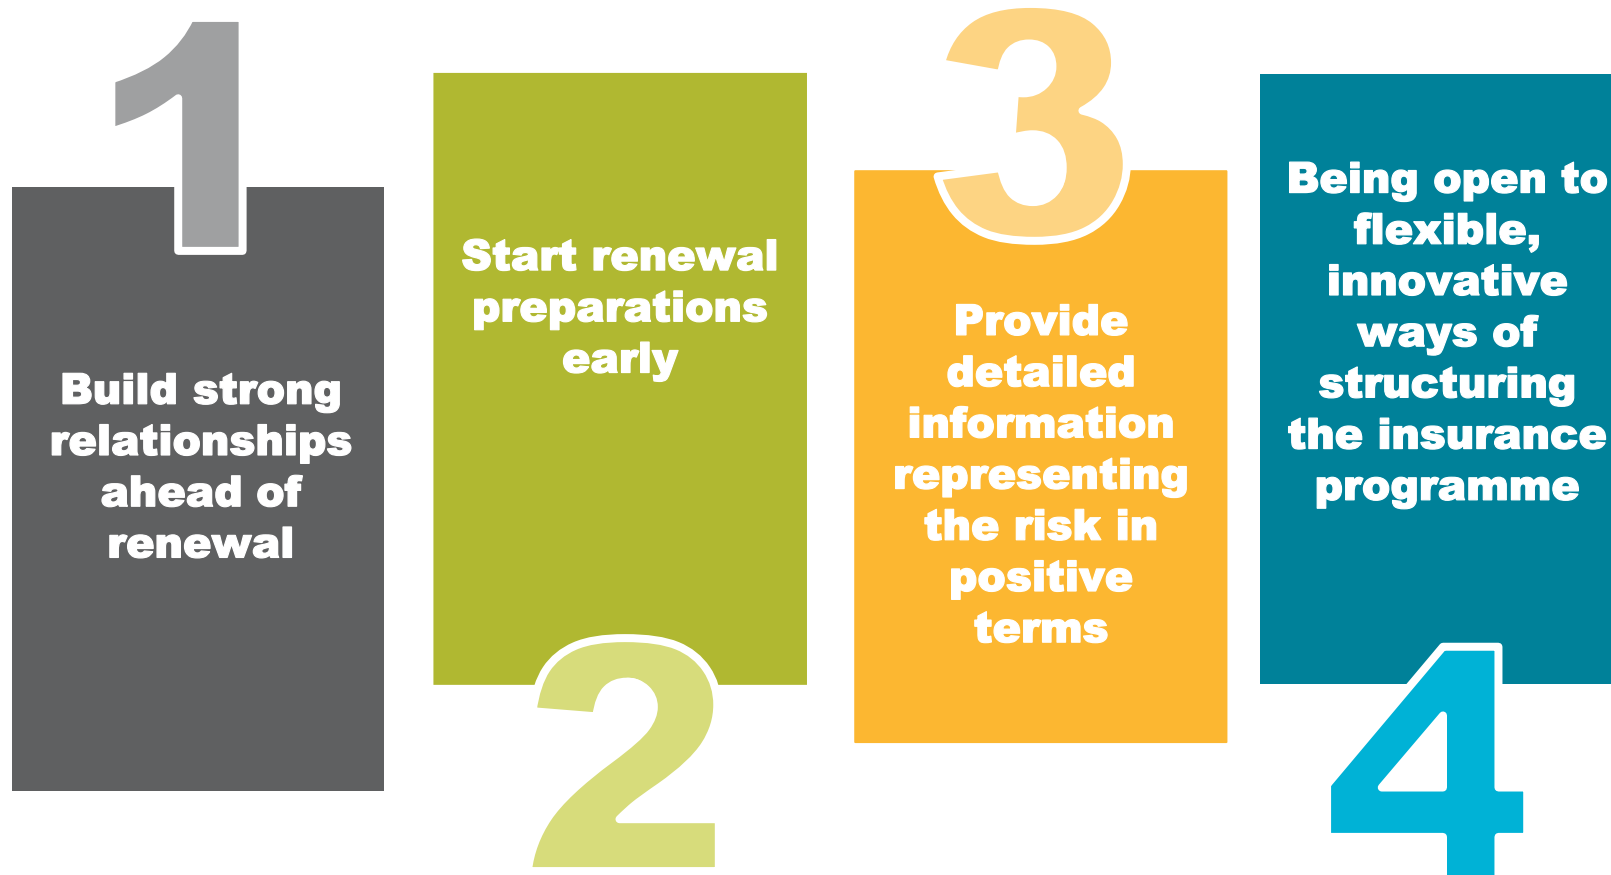 1
Build strong
relationships
ahead of
renewal
Start renewal
preparations
early
2
3
Provide
detailed
information
representing
the risk in
positive
terms
Being open to
flexible,
innovative
ways of
structuring
the insurance
programme
4